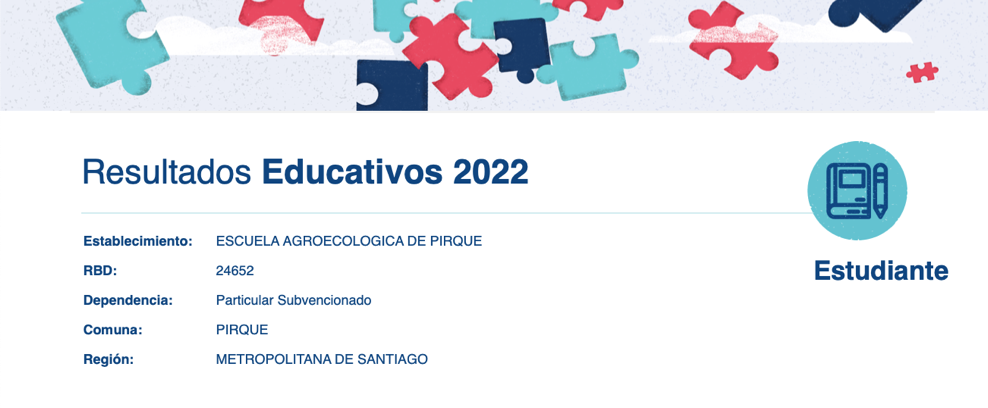 Resultados Educativos 2022
Estudiante
Establecimiento: ESCUELA AGROECOLOGICA DE PIRQUE
RBD: 24652
Dependencia: Particular Subvencionado
Comuna: PIRQUE
Región: METROPOLITANA DE SANTIAGO